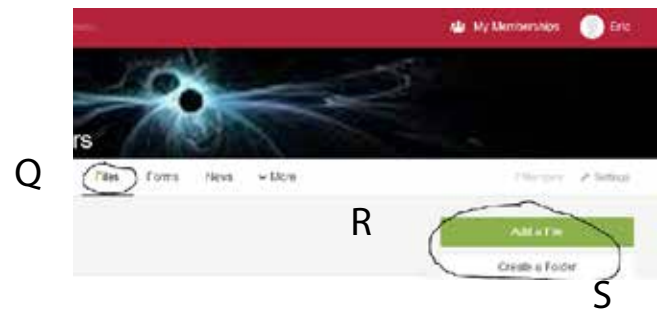 My Memberships Eric
rs
Q Files Forms News More Settings
R Add a File
Create a Folder
S